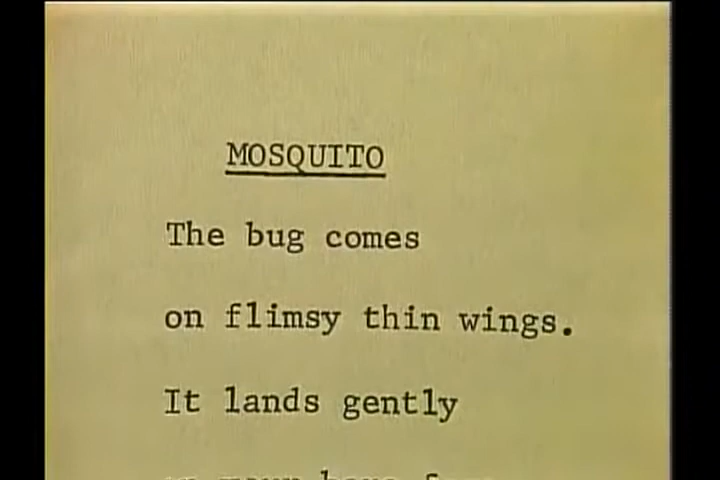 MOSQUITO
The bug comes
on flimsy thin wings.
It lands gently